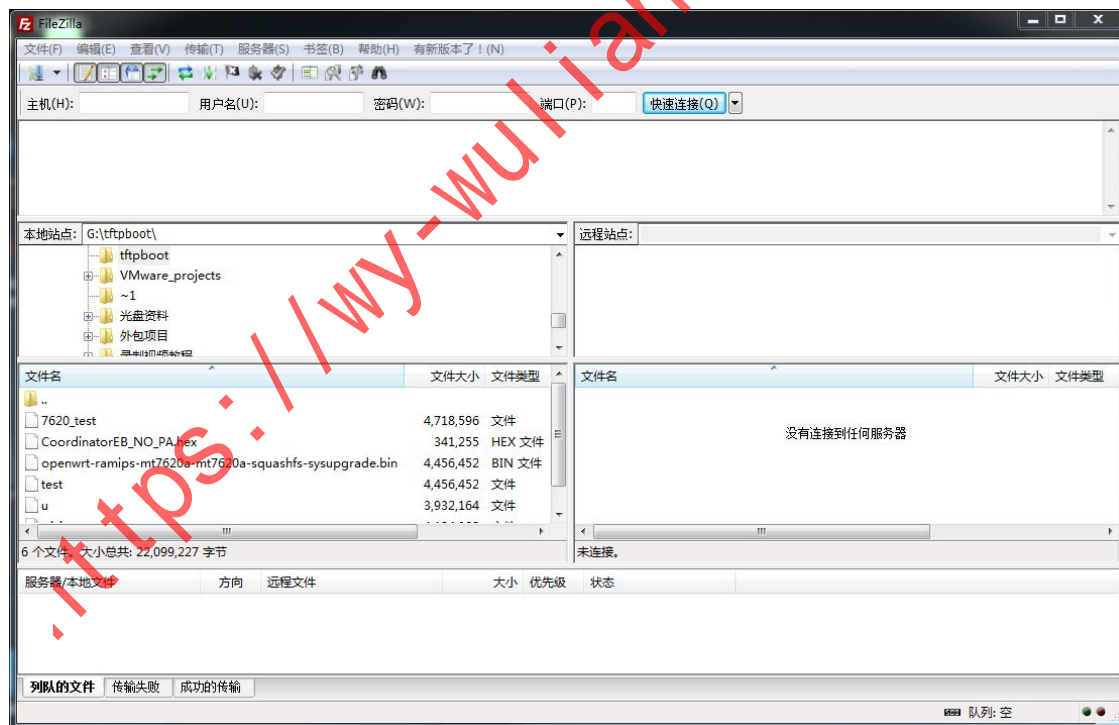 FileZilla
文件(F) 编辑(E) 查看(V) 传输(T) 服务器(S) 书签(B) 帮助(H) 有新版本了！(N)
主机(H): 用户名(U): 密码(W): 端口(P): 快速连接(Q)
本地站点: G:\tftpboot\ 远程站点:
tftpboot
VMware_projects
~1
光盘资料
外包项目
录制视频教程
文件名 文件大小 文件类型 文件名 文件大小 文件类型
..
7620_test 4,718,596 文件
CoordinatorEB_NO_PA.hex 341,255 HEX 文件
没有连接到任何服务器
openwrt-ramips-mt7620a-mt7620a-squashfs-sysupgrade.bin 4,456,452 BIN 文件
test 4,456,452 文件
u 3,932,164 文件
6 个文件。大小总共: 22,099,227 字节 未连接。
服务器/本地文件 方向 远程文件 大小 优先级 状态
列队的文件 传输失败 成功的传输
队列: 空
ttps://wy-wulian